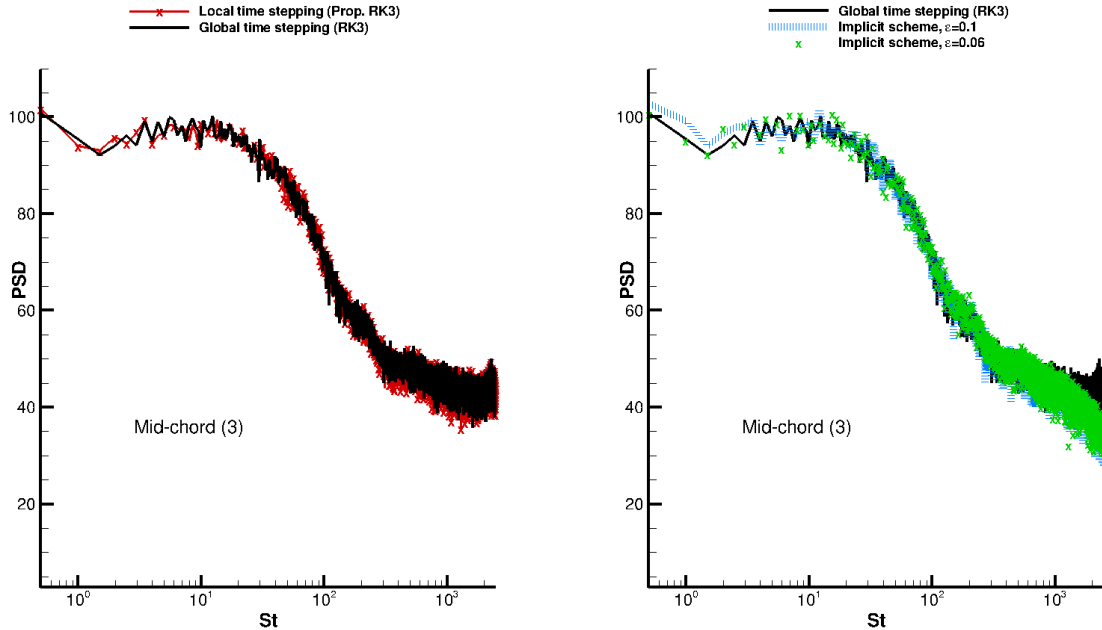 Local time stepping (Prop. RK3)
Global time stepping (RK3)
100
80
60
40
20
PSD
Mid-chord (3)
10⁰
10¹
10²
10³
St
Global time stepping (RK3)
Implicit scheme, ε=0.1
Implicit scheme, ε=0.06
100
80
60
40
20
PSD
Mid-chord (3)
10⁰
10¹
10²
10³
St